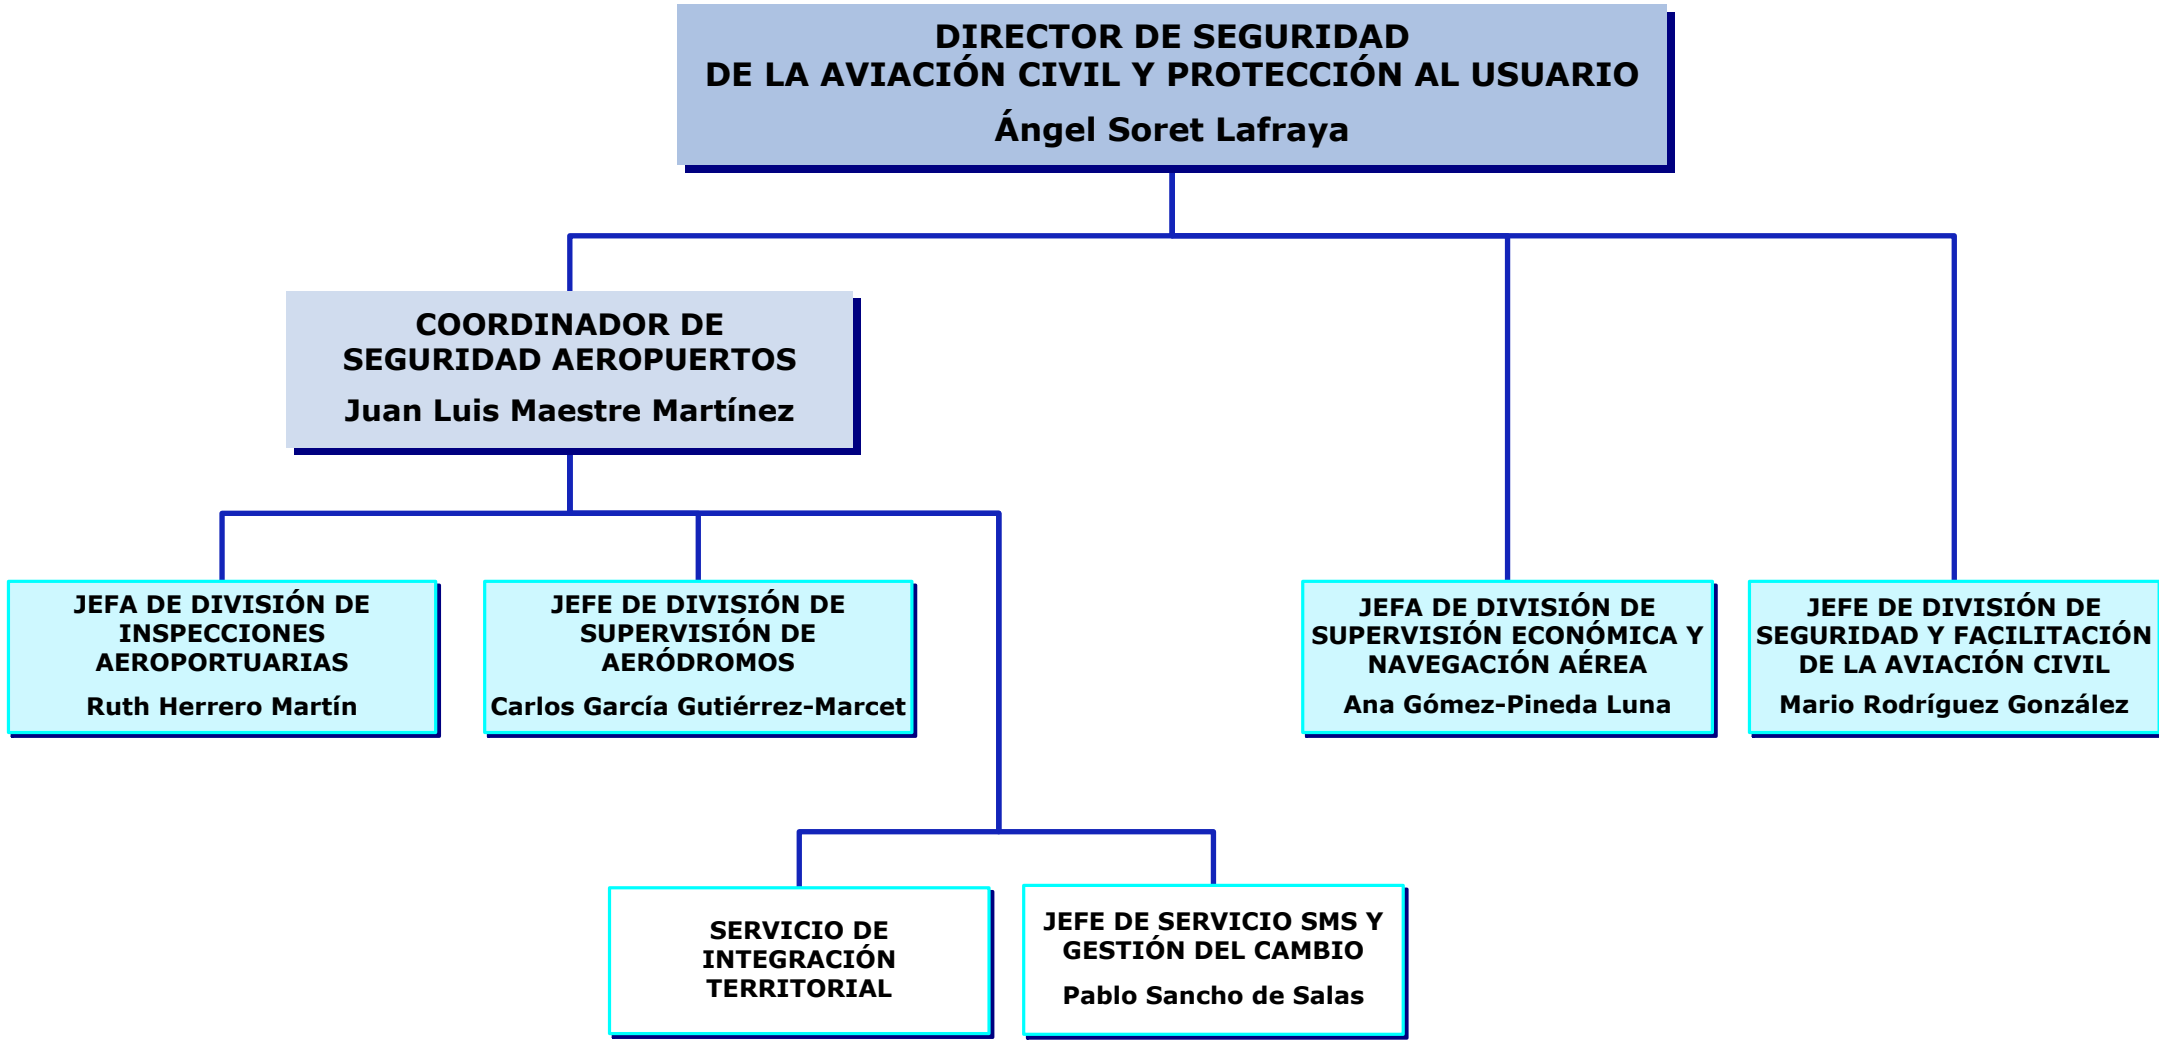 DIRECTOR DE SEGURIDAD
DE LA AVIACIÓN CIVIL Y PROTECCIÓN AL USUARIO
Ángel Soret Lafraya
COORDINADOR DE
SEGURIDAD AEROPUERTOS
Juan Luis Maestre Martínez
JEFA DE DIVISIÓN DE
INSPECCIONES
AEROPORTUARIAS
Ruth Herrero Martín
JEFE DE DIVISIÓN DE
SUPERVISIÓN DE
AERÓDROMOS
Carlos García Gutiérrez-Marcet
JEFA DE DIVISIÓN DE
SUPERVISIÓN ECONÓMICA Y
NAVEGACIÓN AÉREA
Ana Gómez-Pineda Luna
JEFE DE DIVISIÓN DE
SEGURIDAD Y FACILITACIÓN
DE LA AVIACIÓN CIVIL
Mario Rodríguez González
SERVICIO DE
INTEGRACIÓN
TERRITORIAL
JEFE DE SERVICIO SMS Y
GESTIÓN DEL CAMBIO
Pablo Sancho de Salas